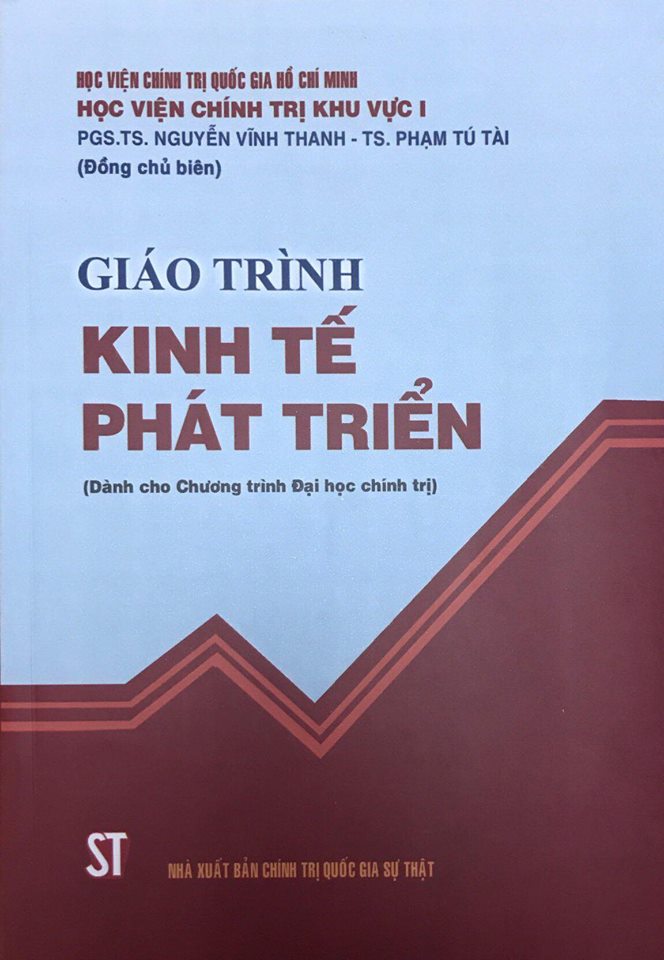 HỌC VIỆN CHÍNH TRỊ QUỐC GIA HỒ CHÍ MINH
HỌC VIỆN CHÍNH TRỊ KHU VỰC I
PGS.TS. NGUYỄN VĨNH THANH - TS. PHẠM TÚ TÀI
(Đồng chủ biên)
GIÁO TRÌNH
KINH TẾ
PHÁT TRIỂN
(Dành cho Chương trình Đại học chính trị)
ST
NHÀ XUẤT BẢN CHÍNH TRỊ QUỐC GIA SỰ THẬT